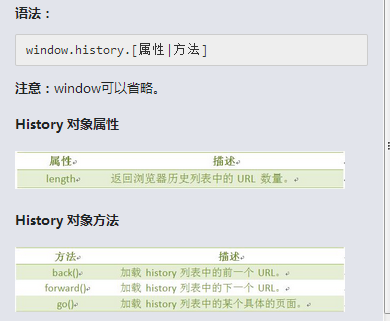 语法：
window.history.[属性|方法]
注意：window可以省略。
History 对象属性
属性 描述
length 返回浏览器历史列表中的 URL 数量。
History 对象方法
方法 描述
back() 加载 history 列表中的前一个 URL。
forward() 加载 history 列表中的下一个 URL。
go() 加载 history 列表中的某个具体的页面。